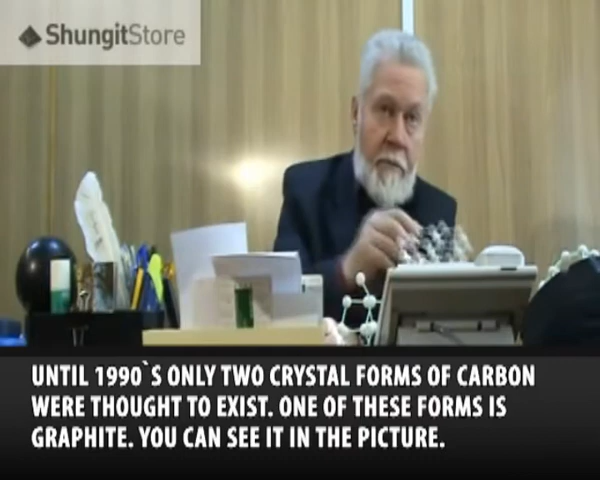 ShungitStore
UNTIL 1990`S ONLY TWO CRYSTAL FORMS OF CARBON
WERE THOUGHT TO EXIST. ONE OF THESE FORMS IS
GRAPHITE. YOU CAN SEE IT IN THE PICTURE.